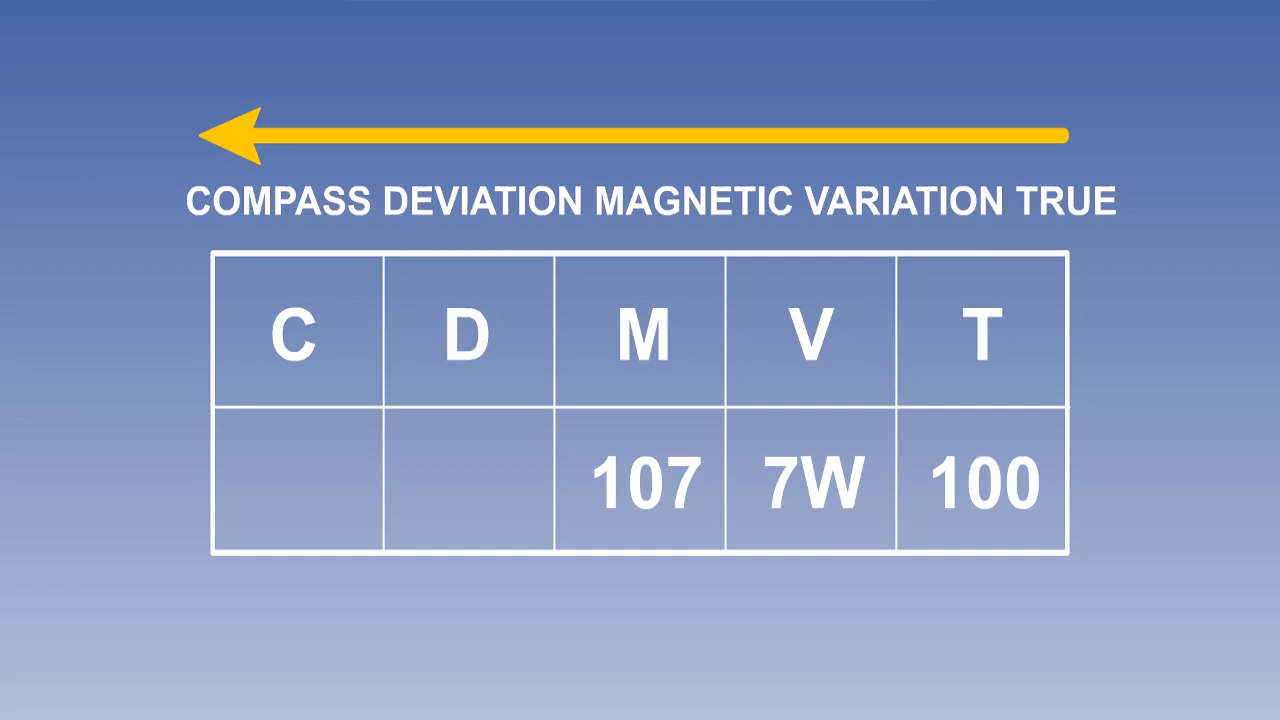 COMPASS DEVIATION MAGNETIC VARIATION TRUE
C D M V T
107 7W 100